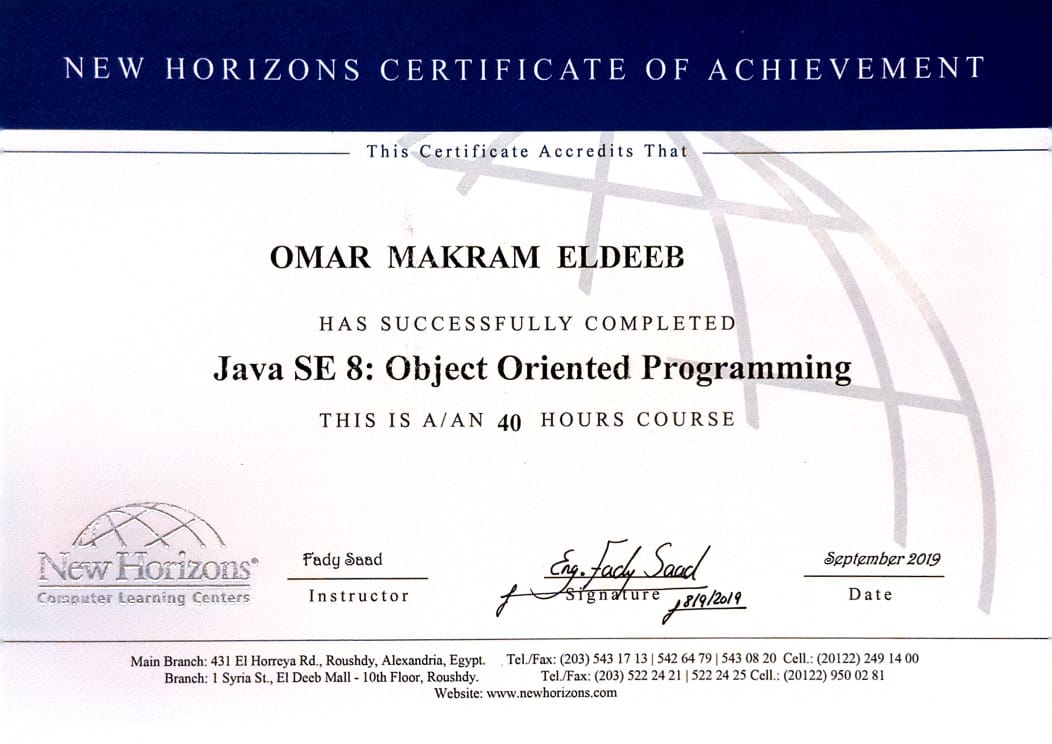 NEW HORIZONS CERTIFICATE OF ACHIEVEMENT
This Certificate Accredits That
OMAR MAKRAM ELDEEB
HAS SUCCESSFULLY COMPLETED
Java SE 8: Object Oriented Programming
THIS IS A/AN 40 HOURS COURSE
New Horizons®
Computer Learning Centers
Fady Saad
Instructor
Eng. Fady Saad
Signature
8/9/2019
September 2019
Date
Main Branch: 431 El Horreya Rd., Roushdy, Alexandria, Egypt. Tel./Fax: (203) 543 17 13 | 542 64 79 | 543 08 20 Cell.: (20122) 249 14 00
Branch: 1 Syria St., El Deeb Mall - 10th Floor, Roushdy. Tel./Fax: (203) 522 24 21 | 522 24 25 Cell.: (20122) 950 02 81
Website: www.newhorizons.com